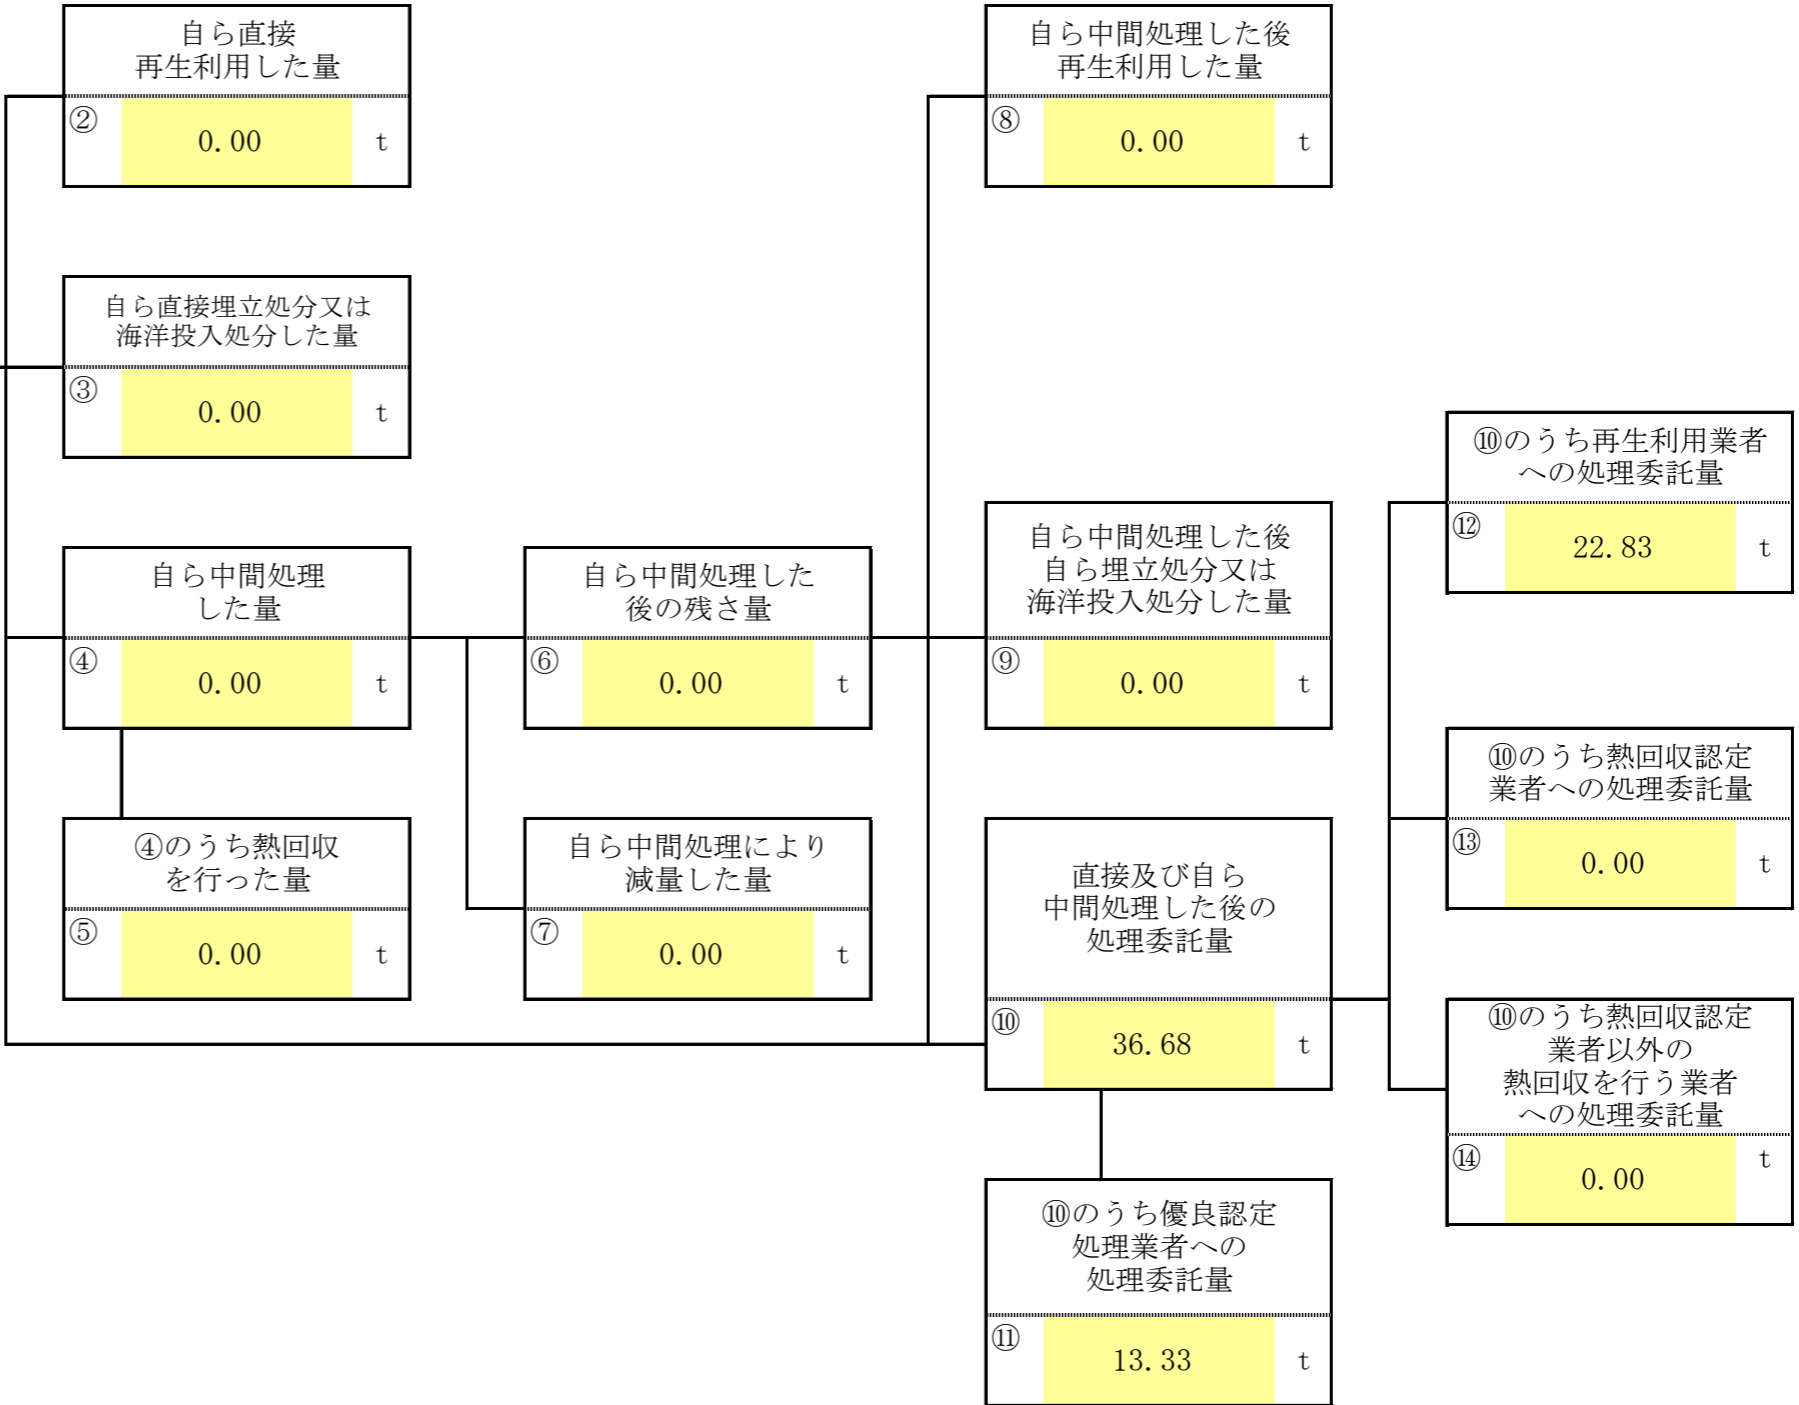 自ら直接
再生利用した量
② 0.00 t
自ら中間処理した後
再生利用した量
⑧ 0.00 t
自ら直接埋立処分又は
海洋投入処分した量
③ 0.00 t
⑩のうち再生利用業者
への処理委託量
⑫ 22.83 t
自ら中間処理
した量
④ 0.00 t
自ら中間処理した
後の残さ量
⑥ 0.00 t
自ら中間処理した後
自ら埋立処分又は
海洋投入処分した量
⑨ 0.00 t
⑩のうち熱回収認定
業者への処理委託量
⑬ 0.00 t
④のうち熱回収
を行った量
⑤ 0.00 t
自ら中間処理により
減量した量
⑦ 0.00 t
直接及び自ら
中間処理した後の
処理委託量
⑩ 36.68 t
⑩のうち熱回収認定
業者以外の
熱回収を行う業者
への処理委託量
⑭ 0.00 t
⑩のうち優良認定
処理業者への
処理委託量
⑪ 13.33 t